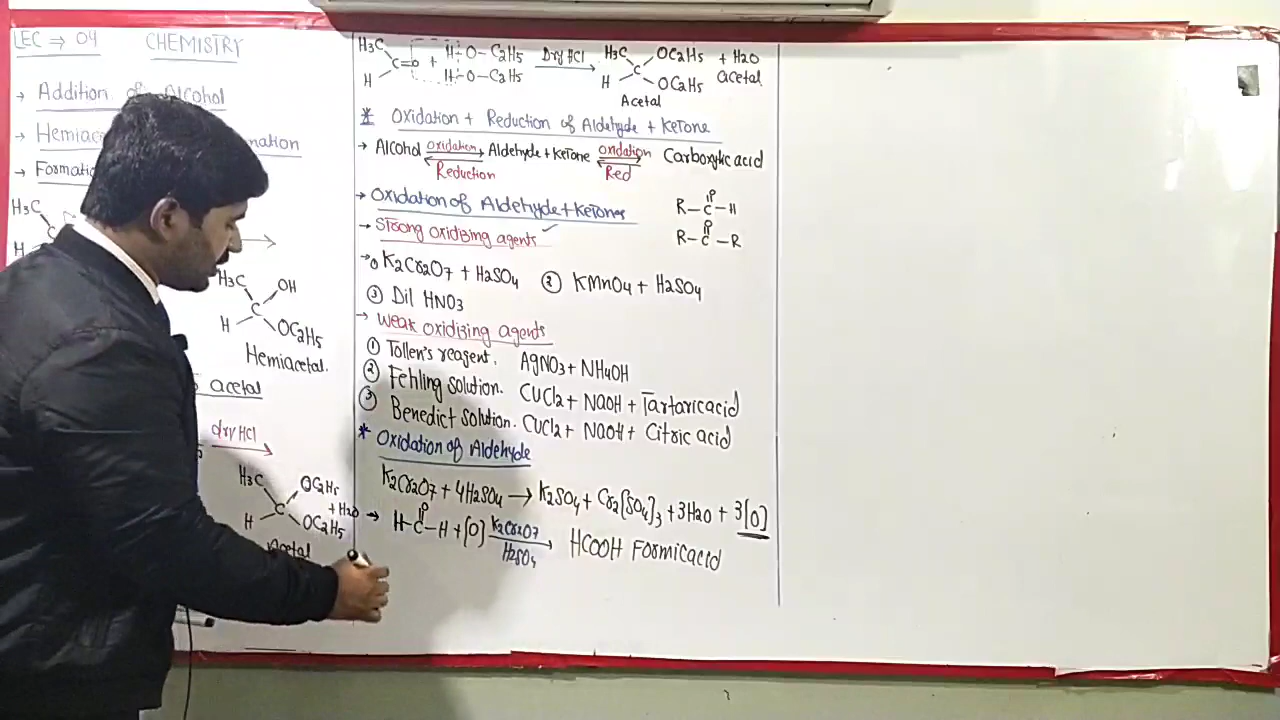 LEC → 04 CHEMISTRY
→ Addition of Alcohol
→ Hemiac
→ Formatio
H3C
H
H3C OH
C
H OC2H5
Hemiacetal.
acetal
dry HCl
H3C OC2H5
C + H2O
H OC2H5
Acetal
H3C H-O-C2H5 Dry HCl H3C OC2H5 + H2O
C=O + → C acetal
H H-O-C2H5 H OC2H5
Acetal
* Oxidation + Reduction of Aldehyde + Ketone
→ Alcohol oxidation Aldehyde + Ketone oxidation Carboxylic acid
Reduction Red
→ Oxidation of Aldehyde + Ketones
O
R-C-H
→ Strong oxidizing agents ✓
O
R-C-R
→ ① K2Cr2O7 + H2SO4 ② KMnO4 + H2SO4
③ Dil HNO3
→ Weak oxidizing agents
① Tollen's reagent. AgNO3 + NH4OH
② Fehling solution. CUCl2 + NaOH + Tartaric acid
③ Benedict solution. CUCl2 + NaOH + Citric acid
* Oxidation of Aldehyde
K2Cr2O7 + 4H2SO4 → K2SO4 + Cr2[SO4]3 + 3H2O + 3[O]
O
→ H-C-H + [O] K2Cr2O7 → HCOOH Formic acid
H2SO4